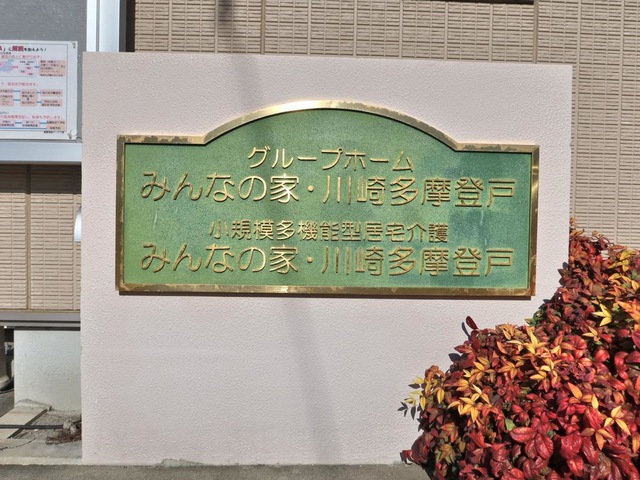 グループホーム
みんなの家・川崎多摩登戸
小規模多機能型居宅介護
みんなの家・川崎多摩登戸